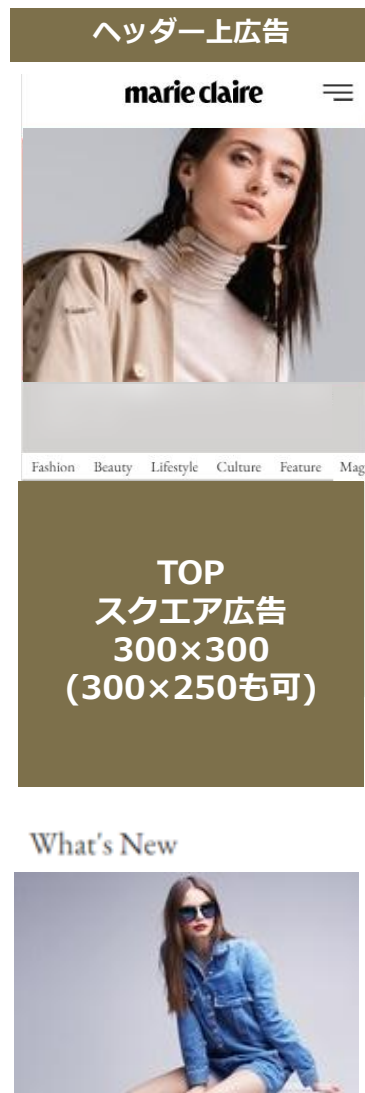 ヘッダー上広告
marie claire
Fashion Beauty Lifestyle Culture Feature Mag
TOP
スクエア広告
300×300
(300×250も可)
What's New